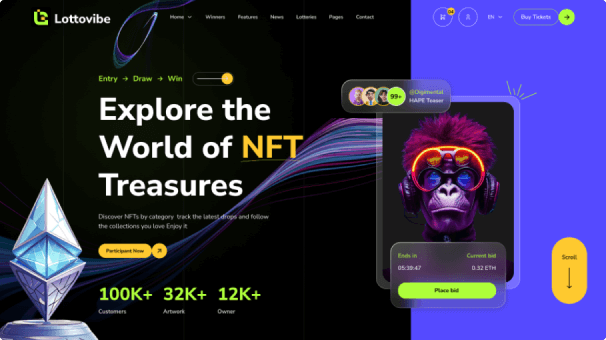 Lottovibe
Home Winners Features News Lotteries Pages Contact
04
EN
Buy Tickets
Entry → Draw → Win
Explore the
World of NFT
Treasures
Discover NFTs by category track the latest drops and follow
the collections you love Enjoy it
Participant Now
100K+ 32K+ 12K+
Customers Artwork Owner
99+
@Digimental
HAPE Teaser
Ends in Current bid
05:38:47 0.32 ETH
Place bid
Scroll